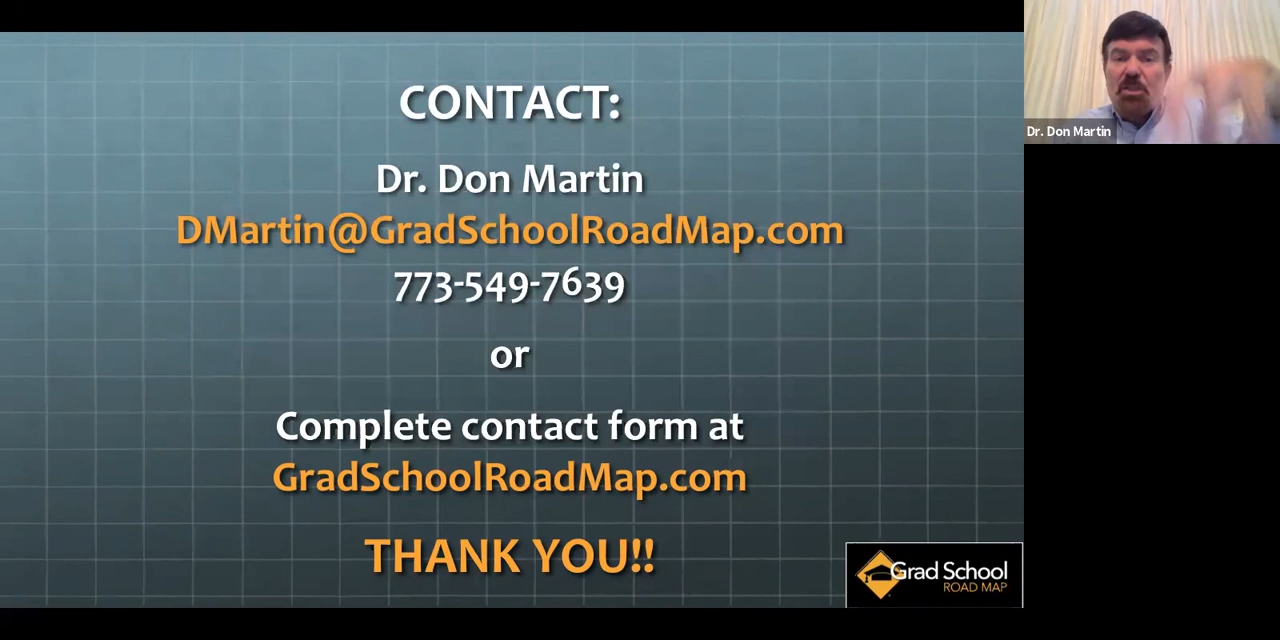 CONTACT:
Dr. Don Martin
DMartin@GradSchoolRoadMap.com
773-549-7639
or
Complete contact form at
GradSchoolRoadMap.com
THANK YOU!!
Grad School
ROAD MAP
Dr. Don Martin